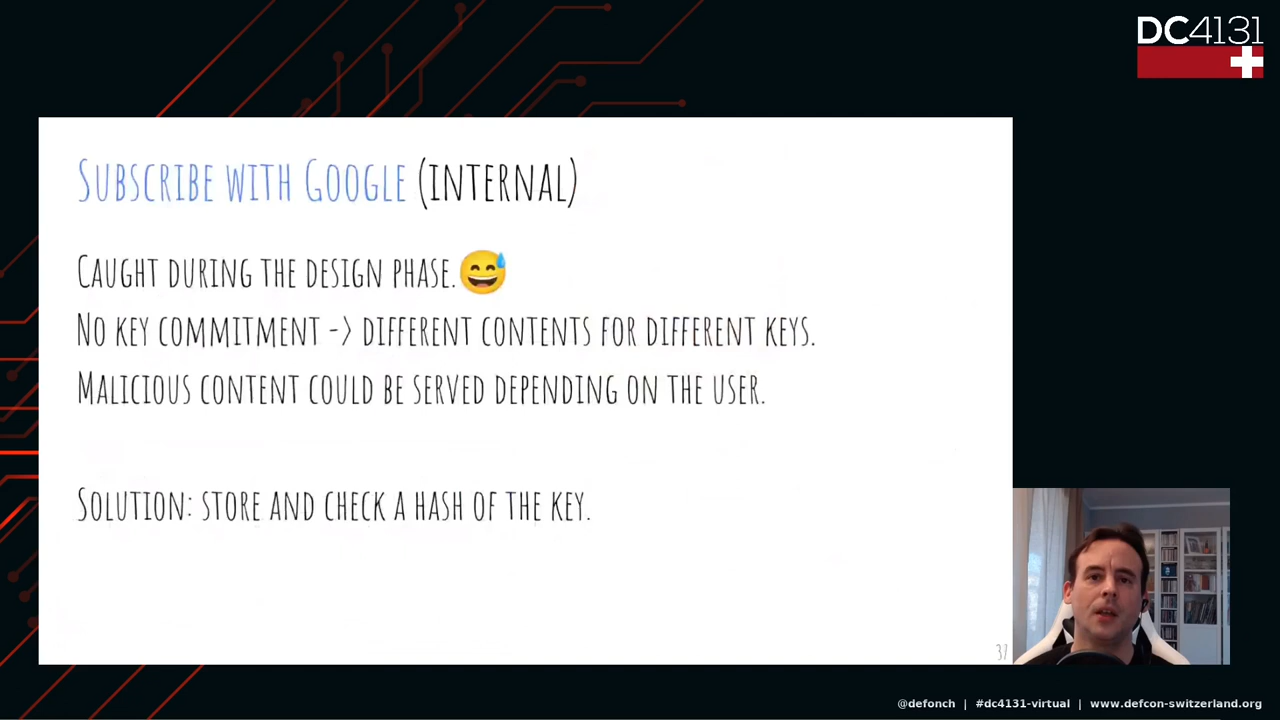 DC4131
Subscribe with Google (internal)
Caught during the design phase.😅
No key commitment -> different contents for different keys.
Malicious content could be served depending on the user.
Solution: store and check a hash of the key.
37
@defonch | #dc4131-virtual | www.defcon-switzerland.org